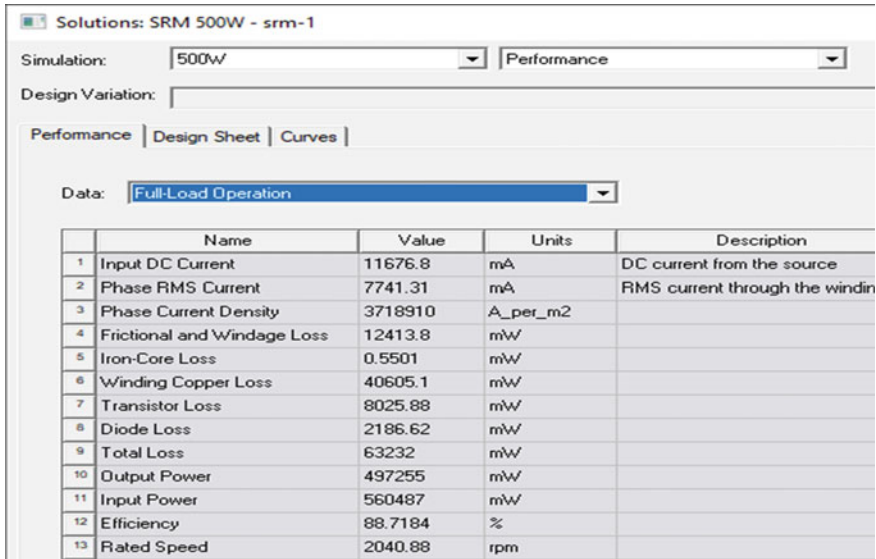 Solutions: SRM 500W - srm-1
Simulation: 500W Performance
Design Variation:
Performance Design Sheet Curves
Data: Full-Load Operation
Name Value Units Description
1 Input DC Current 11676.8 mA DC current from the source
2 Phase RMS Current 7741.31 mA RMS current through the windin
3 Phase Current Density 3718910 A_per_m2
4 Frictional and Windage Loss 12413.8 mW
5 Iron-Core Loss 0.5501 mW
6 Winding Copper Loss 40605.1 mW
7 Transistor Loss 8025.88 mW
8 Diode Loss 2186.62 mW
9 Total Loss 63232 mW
10 Output Power 497255 mW
11 Input Power 560487 mW
12 Efficiency 88.7184 %
13 Rated Speed 2040.88 rpm